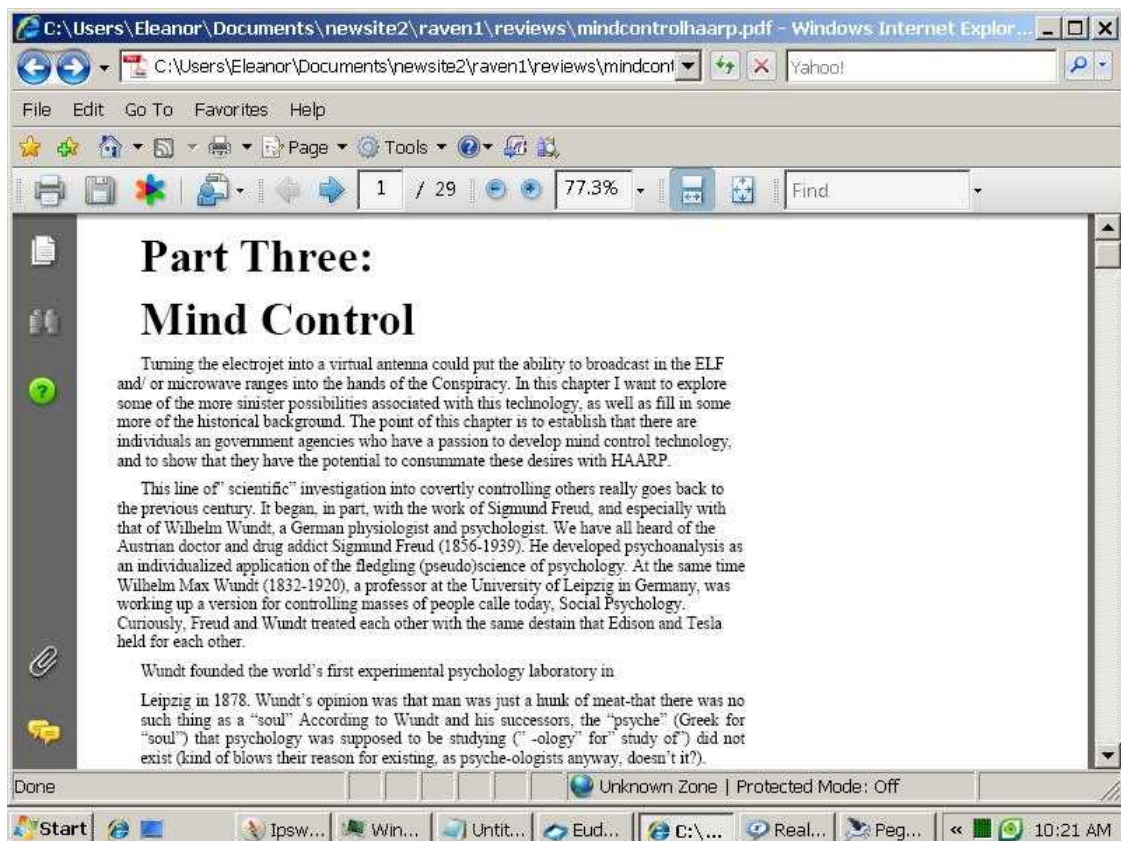 C:\Users\Eleanor\Documents\newsite2\raven1\reviews\mindcontrolhaarp.pdf - Windows Internet Explor...
C:\Users\Eleanor\Documents\newsite2\raven1\reviews\mindcont
Yahoo!
File Edit Go To Favorites Help
Page Tools
1 / 29 77.3% Find
Part Three:
Mind Control
Turning the electrojet into a virtual antenna could put the ability to broadcast in the ELF
and/ or microwave ranges into the hands of the Conspiracy. In this chapter I want to explore
some of the more sinister possibilities associated with this technology, as well as fill in some
more of the historical background. The point of this chapter is to establish that there are
individuals an government agencies who have a passion to develop mind control technology,
and to show that they have the potential to consummate these desires with HAARP.
This line of” scientific” investigation into covertly controlling others really goes back to
the previous century. It began, in part, with the work of Sigmund Freud, and especially with
that of Wilhelm Wundt, a German physiologist and psychologist. We have all heard of the
Austrian doctor and drug addict Sigmund Freud (1856-1939). He developed psychoanalysis as
an individualized application of the fledgling (pseudo)science of psychology. At the same time
Wilhelm Max Wundt (1832-1920), a professor at the University of Leipzig in Germany, was
working up a version for controlling masses of people calle today, Social Psychology.
Curiously, Freud and Wundt treated each other with the same destain that Edison and Tesla
held for each other.
Wundt founded the world’s first experimental psychology laboratory in
Leipzig in 1878. Wundt’s opinion was that man was just a hunk of meat-that there was no
such thing as a “soul” According to Wundt and his successors, the “psyche” (Greek for
“soul”) that psychology was supposed to be studying (” -ology” for” study of”) did not
exist (kind of blows their reason for existing, as psyche-ologists anyway, doesn’t it?).
Done Unknown Zone | Protected Mode: Off
Start Ipsw... Win... Untit... Eud... C:\... Real... Peg... « 10:21 AM